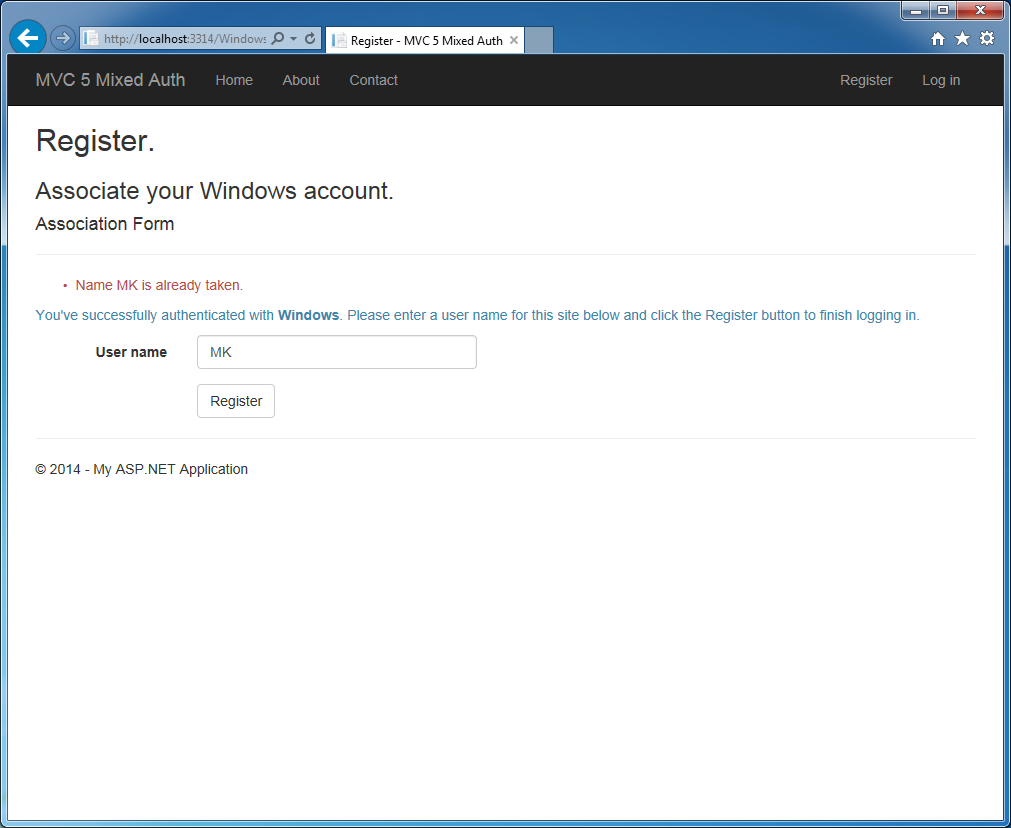 http://localhost:3314/Windows
Register - MVC 5 Mixed Auth
MVC 5 Mixed Auth Home About Contact Register Log in
Register.
Associate your Windows account.
Association Form
• Name MK is already taken.
You've successfully authenticated with Windows. Please enter a user name for this site below and click the Register button to finish logging in.
User name MK
Register
© 2014 - My ASP.NET Application